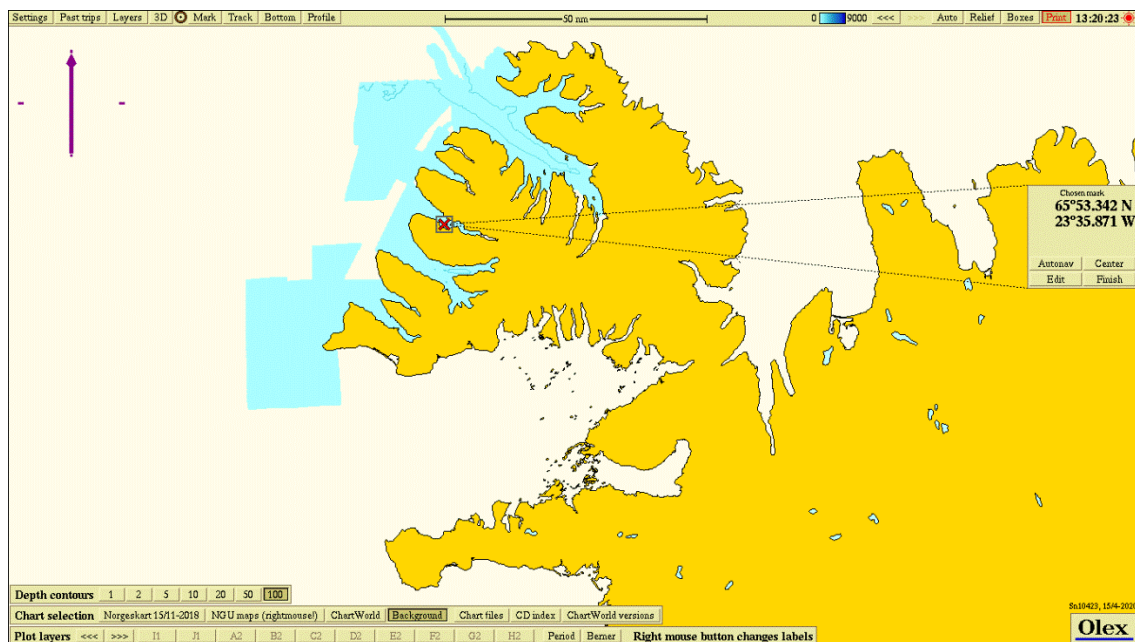 Settings Past trips Layers 3D Mark Track Bottom Profile 50 nm 0 9000 <<< >>> Auto Relief Boxes Print 13:20:23
Chosen mark
65°53.342 N
23°35.871 W
Autonav Center
Edit Finish
Depth contours 1 2 5 10 20 50 100
Chart selection Norgeskart 15/11-2018 NGU maps (rightmouse!) ChartWorld Background Chart files CD index ChartWorld versions
Sn10423, 15/4-2020
Plot layers <<< >>> I1 J1 A2 B2 C2 D2 E2 F2 G2 H2 Period Berner Right mouse button changes labels
Olex